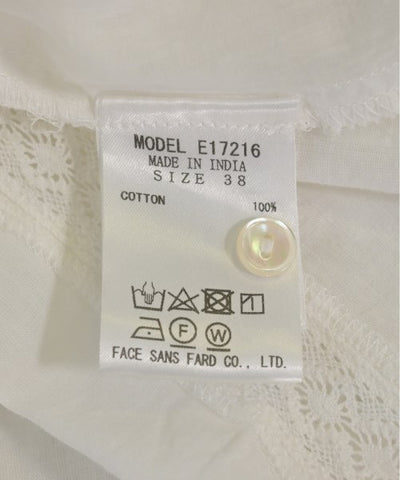 MODEL E17216
MADE IN INDIA
SIZE 38
COTTON 100%
F W
FACE SANS FARD CO., LTD.